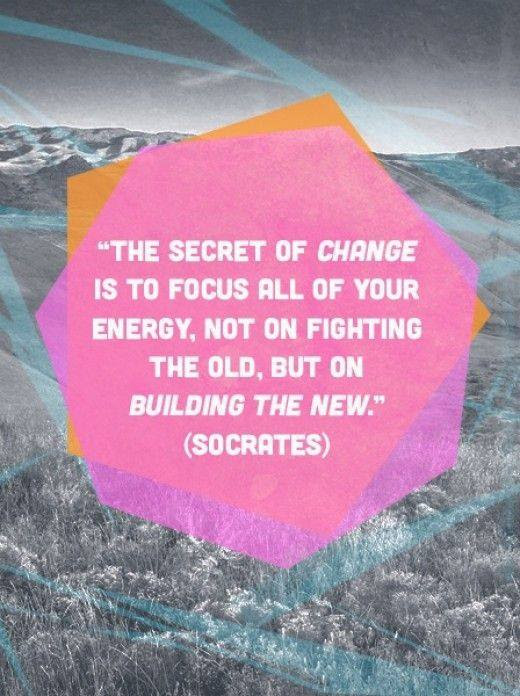 “THE SECRET OF CHANGE
IS TO FOCUS ALL OF YOUR
ENERGY, NOT ON FIGHTING
THE OLD, BUT ON
BUILDING THE NEW.”
(SOCRATES)